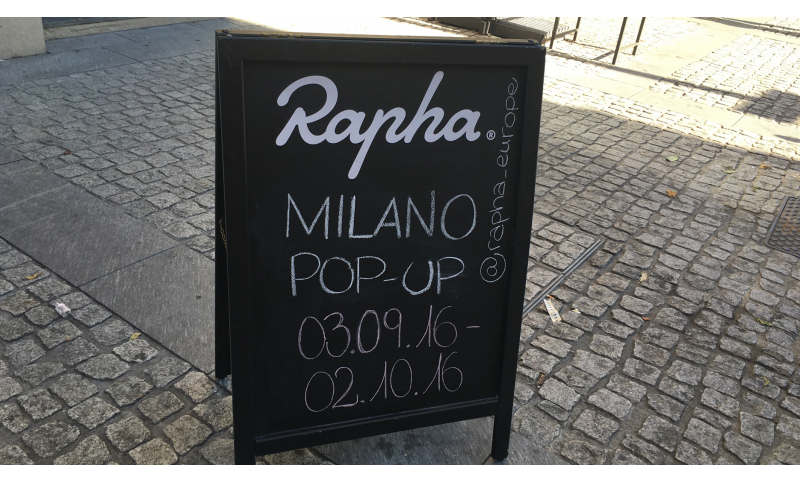 Rapha®
MILANO
POP-UP
03.09.16-
02.10.16
@rapha_europe